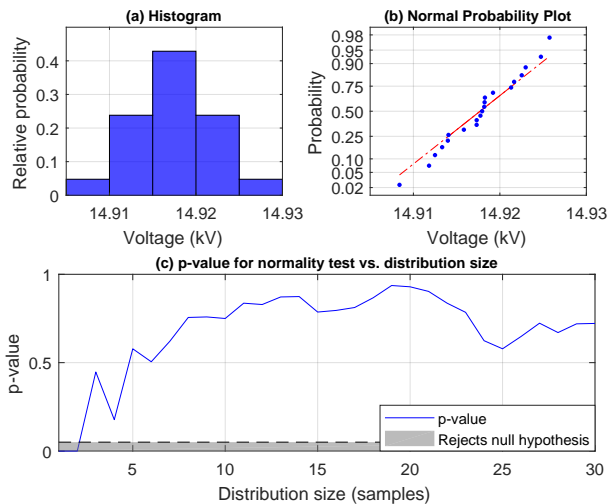 (a) Histogram
Relative probability
0.4
0.3
0.2
0.1
0
14.91
14.92
14.93
Voltage (kV)
(b) Normal Probability Plot
Probability
0.98
0.95
0.90
0.75
0.50
0.25
0.10
0.05
0.02
14.91
14.92
14.93
Voltage (kV)
(c) p-value for normality test vs. distribution size
p-value
1
0.5
0
5
10
15
20
25
30
Distribution size (samples)
p-value
Rejects null hypothesis